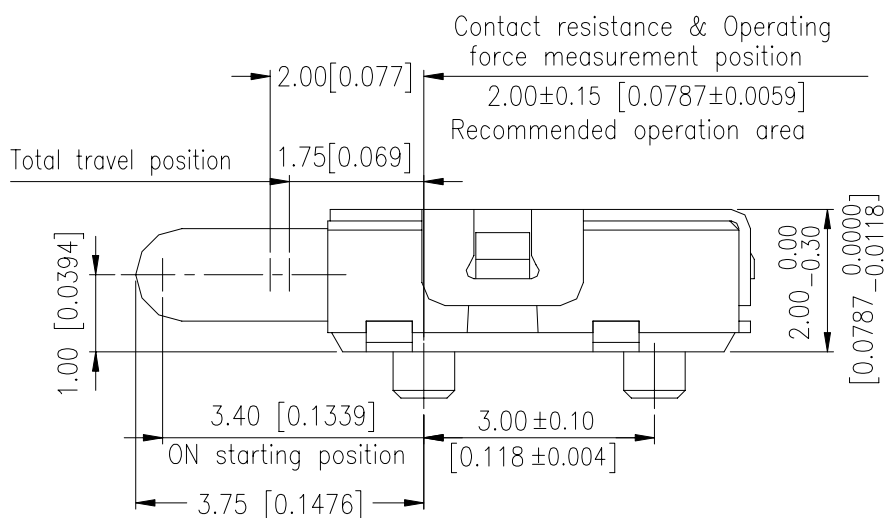 Contact resistance & Operating
force measurement position
2.00[0.077]
2.00±0.15 [0.0787±0.0059]
Recommended operation area
Total travel position
1.75[0.069]
1.00 [0.0394]
2.00 0.00 -0.30
[0.0787 0.0000 -0.0118]
3.40 [0.1339]
ON starting position
3.00 ±0.10
[0.118 ±0.004]
3.75 [0.1476]